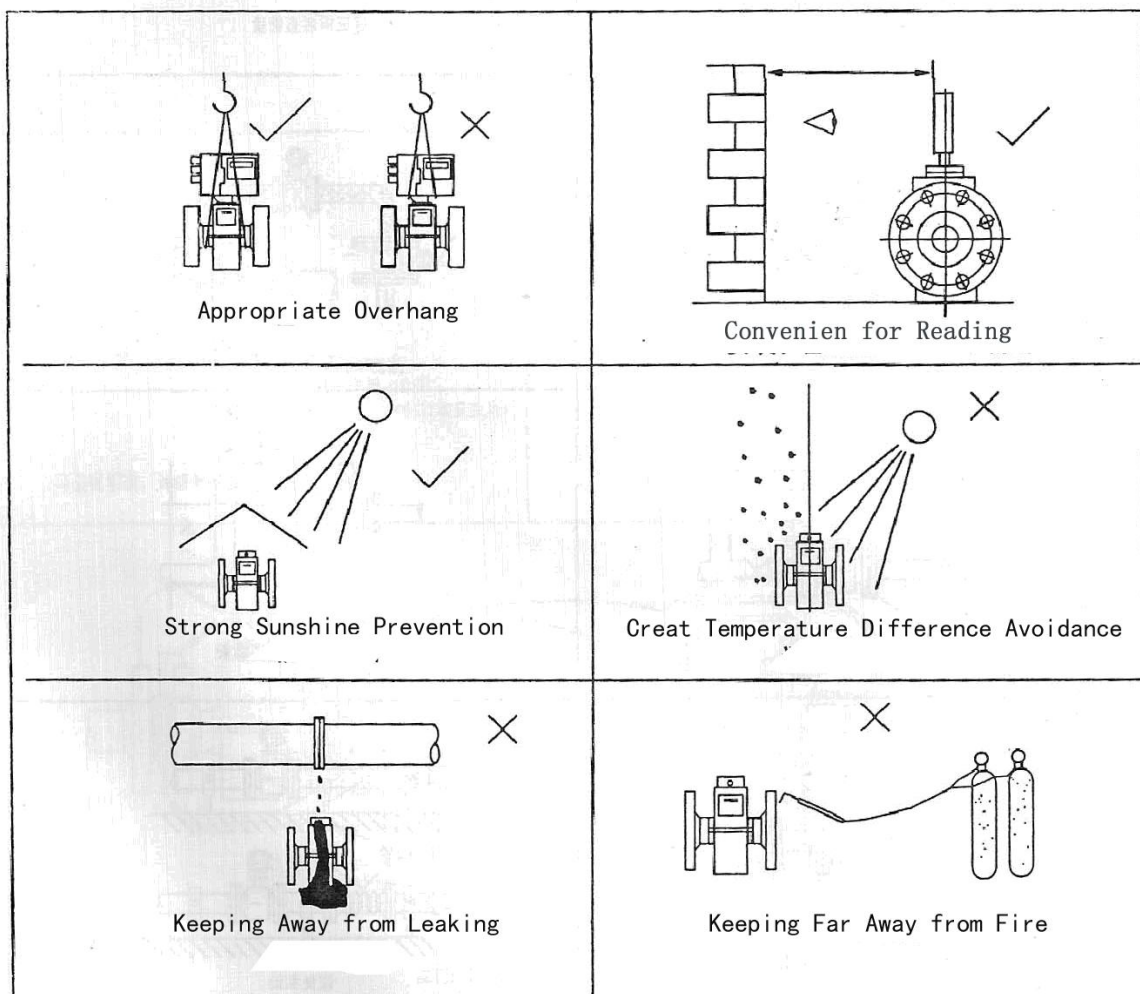 Appropriate Overhang
Convenien for Reading
Strong Sunshine Prevention
Creat Temperature Difference Avoidance
Keeping Away from Leaking
Keeping Far Away from Fire